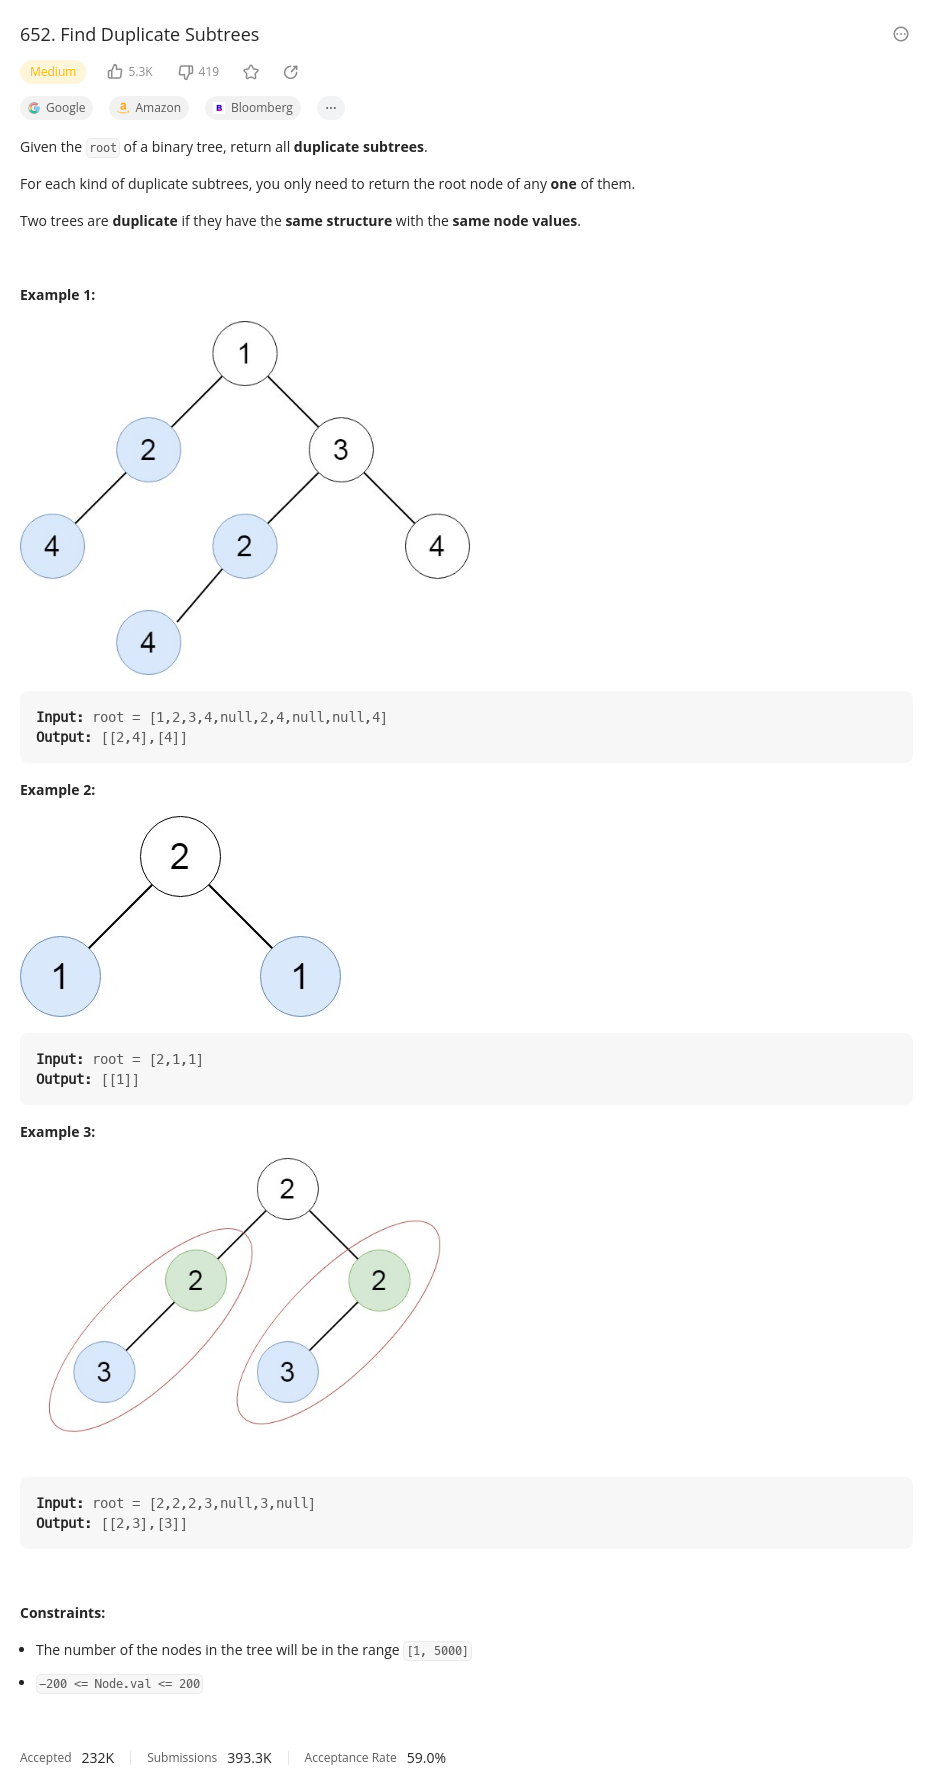 652. Find Duplicate Subtrees
Medium 5.3K 419
Google Amazon Bloomberg ...
Given the root of a binary tree, return all duplicate subtrees.
For each kind of duplicate subtrees, you only need to return the root node of any one of them.
Two trees are duplicate if they have the same structure with the same node values.
Example 1:
1
2 3
4 2 4
4
Input: root = [1,2,3,4,null,2,4,null,null,4]
Output: [[2,4],[4]]
Example 2:
2
1 1
Input: root = [2,1,1]
Output: [[1]]
Example 3:
2
2 2
3 3
Input: root = [2,2,2,3,null,3,null]
Output: [[2,3],[3]]
Constraints:
• The number of the nodes in the tree will be in the range [1, 5000]
• -200 <= Node.val <= 200
Accepted 232K Submissions 393.3K Acceptance Rate 59.0%